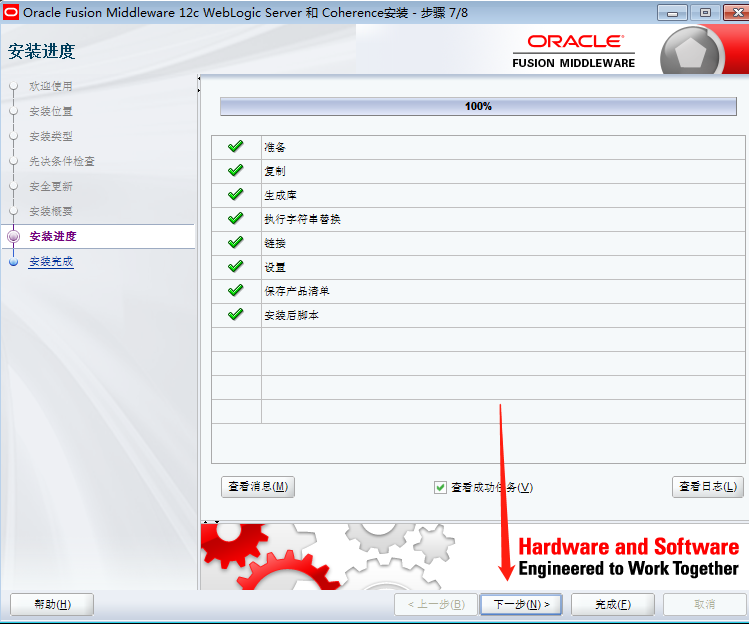 Oracle Fusion Middleware 12c WebLogic Server 和 Coherence安装 - 步骤 7/8
安装进度
ORACLE
FUSION MIDDLEWARE
欢迎使用
安装位置
安装类型
先决条件检查
安全更新
安装概要
安装进度
安装完成
100%
准备
复制
生成库
执行字符串替换
链接
设置
保存产品清单
安装后脚本
查看消息(M)
查看成功任务(V)
查看日志(L)
Hardware and Software
Engineered to Work Together
帮助(H)
< 上一步(B)
下一步(N) >
完成(F)
取消